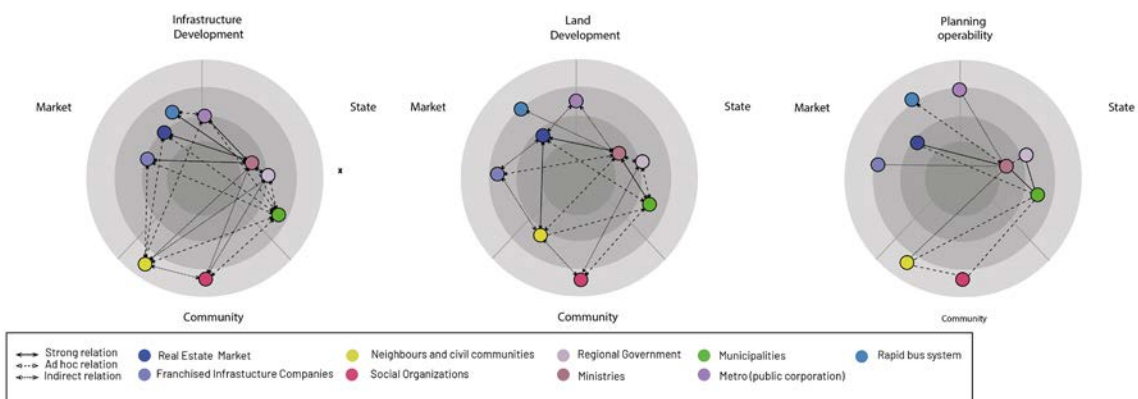 Infrastructure
Development
Market
State
x
Community
Land
Development
Market
State
Community
Planning
operability
Market
State
Community
Strong relation
Ad hoc relation
Indirect relation
Real Estate Market
Franchised Infrastucture Companies
Neighbours and civil communities
Social Organizations
Regional Government
Ministries
Municipalities
Metro (public corporation)
Rapid bus system